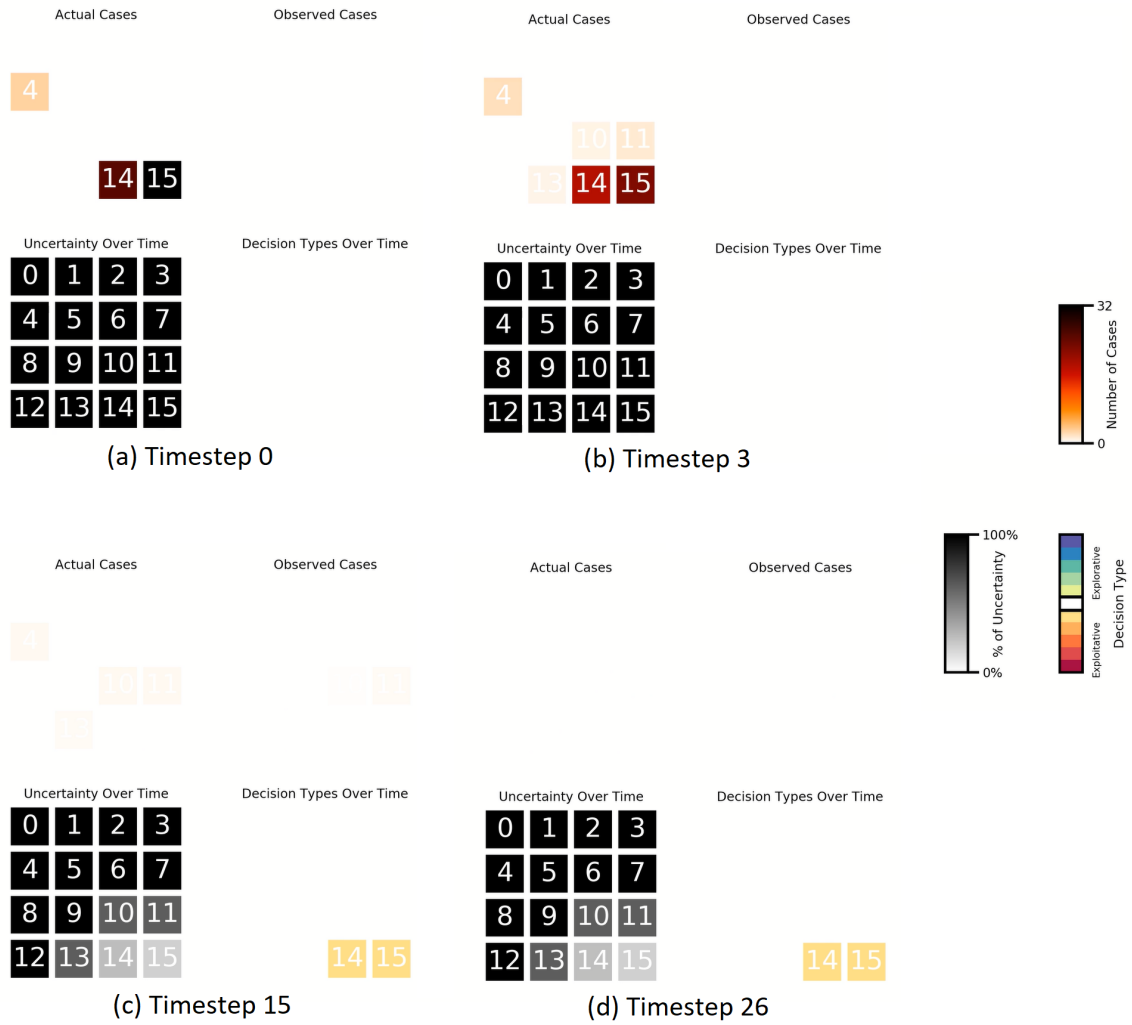 Actual Cases
Observed Cases
4
14 15
Uncertainty Over Time
Decision Types Over Time
0 1 2 3
4 5 6 7
8 9 10 11
12 13 14 15
(a) Timestep 0
Actual Cases
Observed Cases
4
10 11
13 14 15
Uncertainty Over Time
Decision Types Over Time
0 1 2 3
4 5 6 7
8 9 10 11
12 13 14 15
(b) Timestep 3
32
Number of Cases
0
Actual Cases
Observed Cases
4
10 11
Uncertainty Over Time
Decision Types Over Time
0 1 2 3
4 5 6 7
8 9 10 11
12 13 14 15
14 15
(c) Timestep 15
Actual Cases
Observed Cases
Uncertainty Over Time
Decision Types Over Time
0 1 2 3
4 5 6 7
8 9 10 11
12 13 14 15
14 15
(d) Timestep 26
100%
% of Uncertainty
0%
Explorative
Exploitative
Decision Type